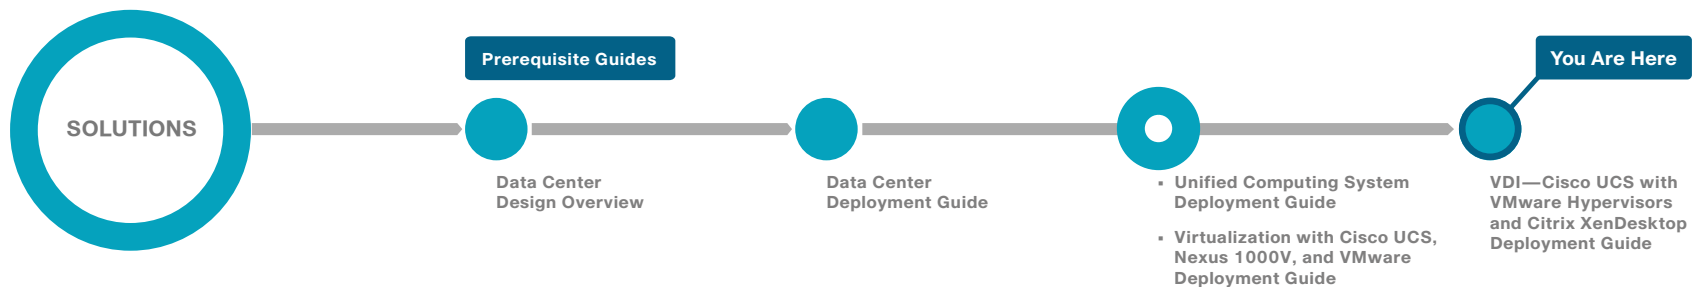 SOLUTIONS
Prerequisite Guides
You Are Here
Data Center
Design Overview
Data Center
Deployment Guide
▪ Unified Computing System
Deployment Guide
▪ Virtualization with Cisco UCS,
Nexus 1000V, and VMware
Deployment Guide
VDI—Cisco UCS with
VMware Hypervisors
and Citrix XenDesktop
Deployment Guide